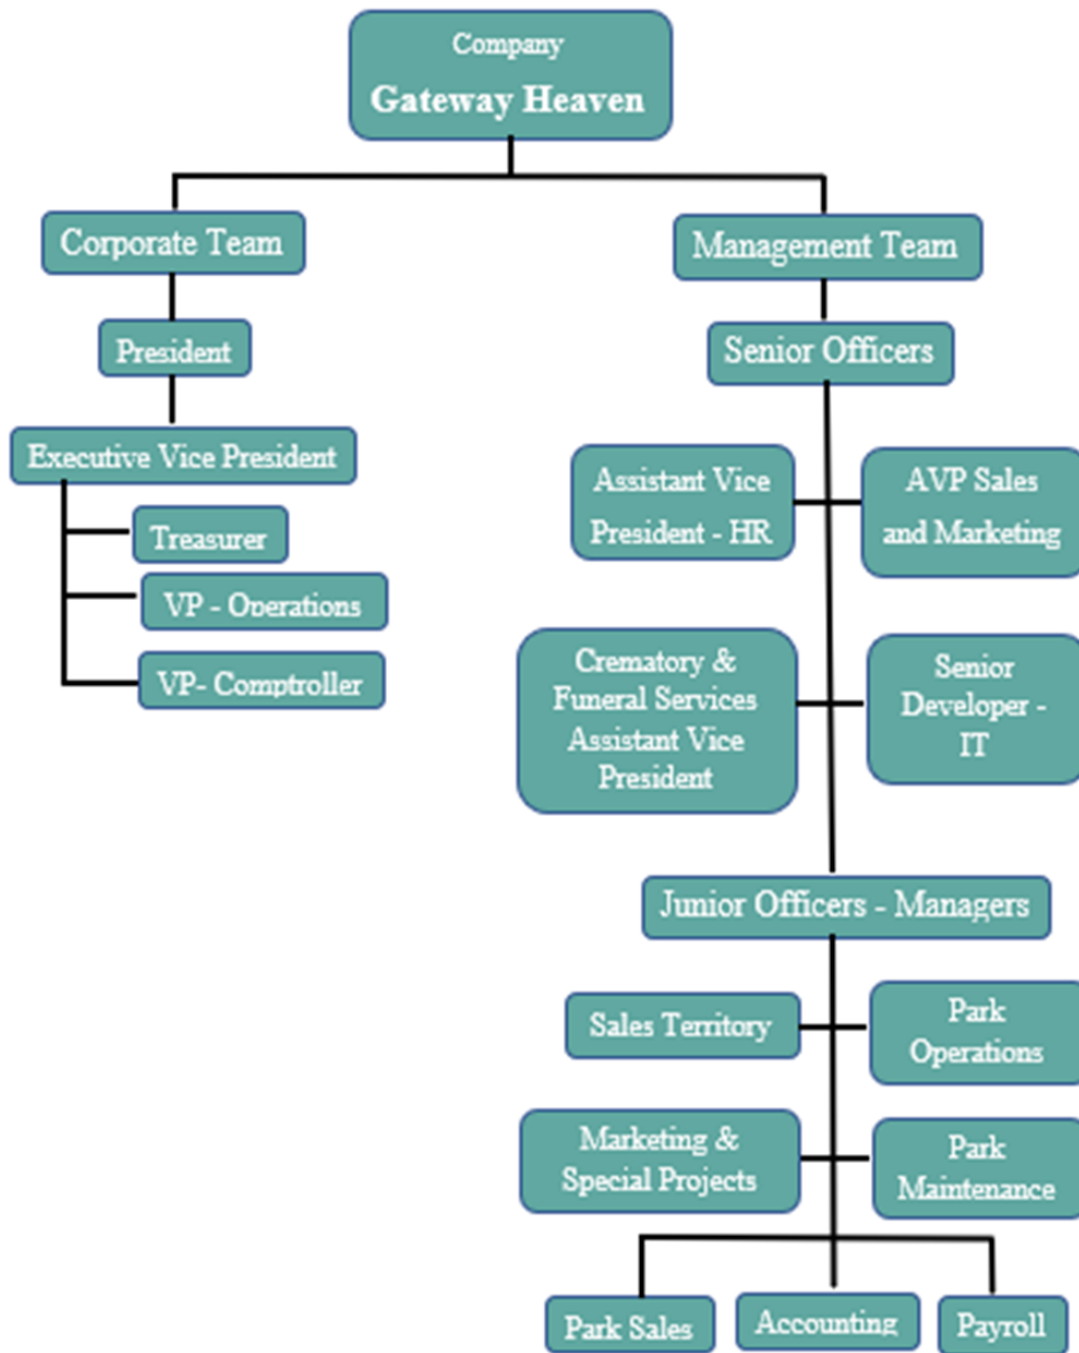 Company
Gateway Heaven
Corporate Team
Management Team
President
Senior Officers
Executive Vice President
Treasurer
VP - Operations
VP- Comptroller
Assistant Vice
President - HR
AVP Sales
and Marketing
Crematory &
Funeral Services
Assistant Vice
President
Senior
Developer -
IT
Junior Officers - Managers
Sales Territory
Park
Operations
Marketing &
Special Projects
Park
Maintenance
Park Sales
Accounting
Payroll